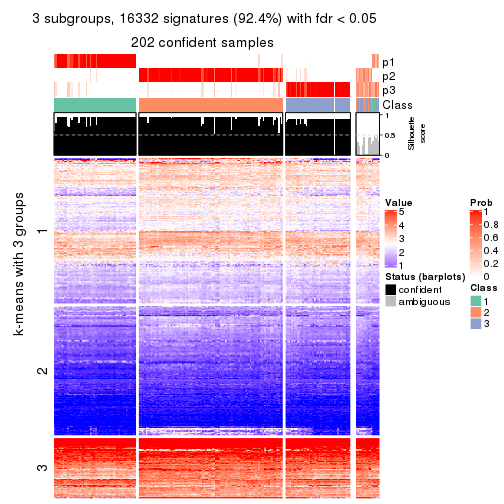 3 subgroups, 16332 signatures (92.4%) with fdr < 0.05
202 confident samples
p1
p2
p3
Class
1
0.5
0
Silhouette
score
k-means with 3 groups
1
2
3
Value
5
4
3
2
1
Status (barplots)
confident
ambiguous
Prob
1
0.8
0.6
0.4
0.2
0
Class
1
2
3